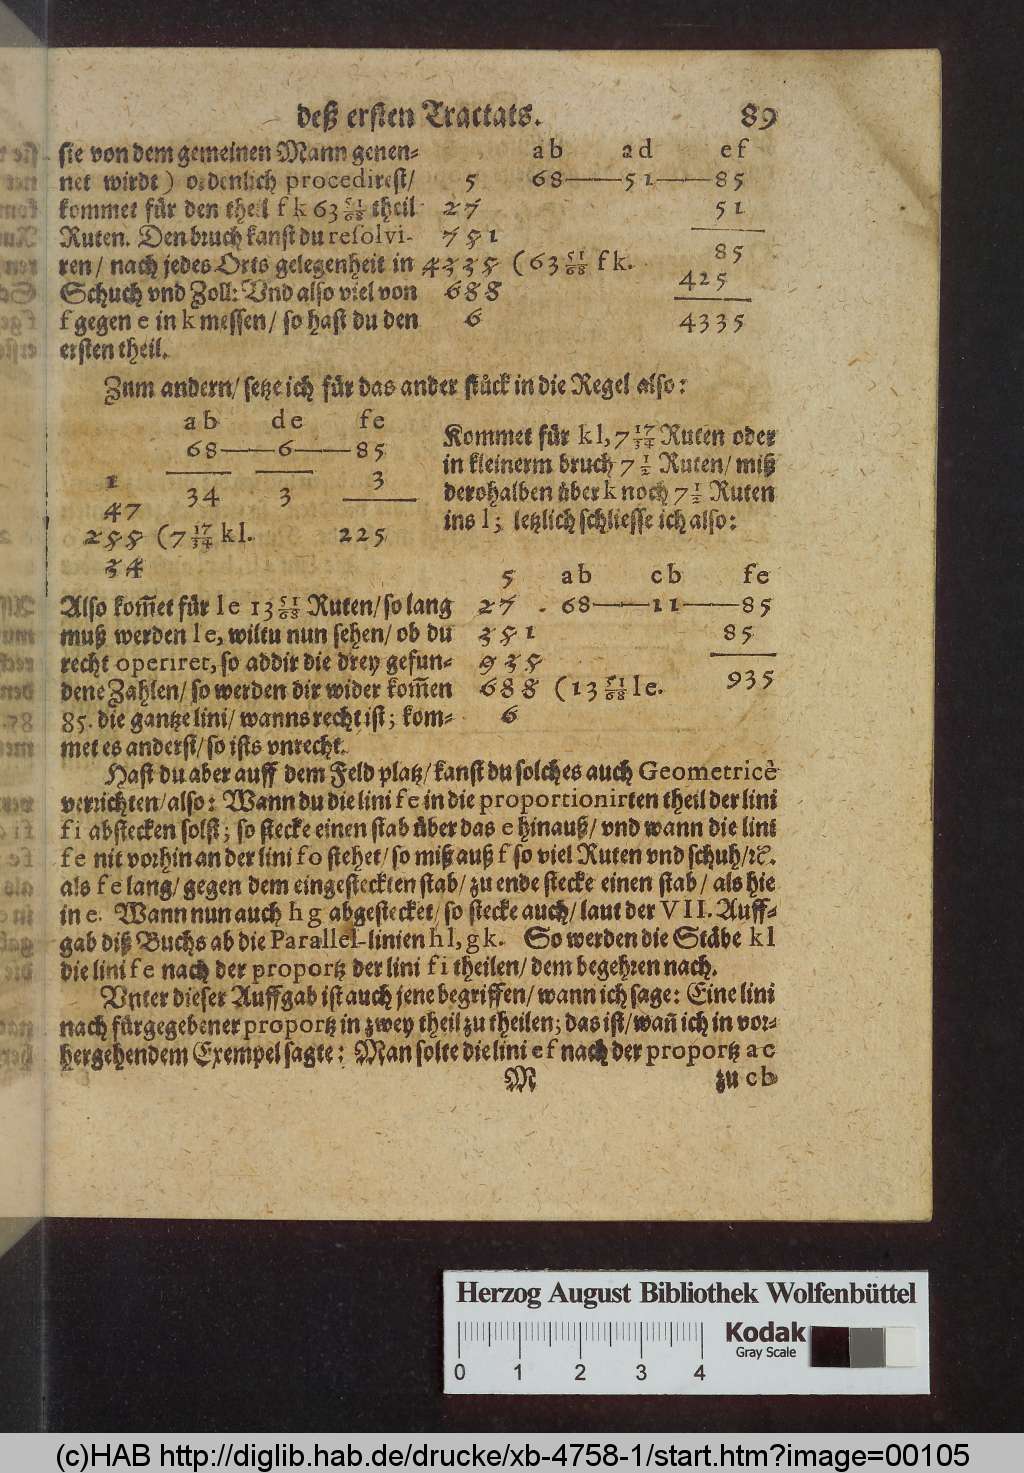 deß ersten Tractats. 89
sie von dem gemeinen Mann genen-
net wirdt) ordenlich procedirest/
kommet für den theil f k 63 51/68 theil
Ruten. Den bruch kanst du resolvi-
ren/ nach jedes Orts gelegenheit in
Schuch vnd Zoll: Vnd also viel von
f gegen e in k messen/ so hast du den
ersten theil.
ab ad ef
5 68——51——85
27 51
751 85
4335 (63 51/68 fk.
425
688
6 4335
Zum andern/ setze ich für das ander stück in die Regel also:
ab de fe
68——6——85
1 3
34 3
47
255 (7 17/34 kl. 225
34
Kommet für kl, 7 17/34 Ruten oder
in kleinerm bruch 7 1/2 Ruten/ miß
derohalben über k noch 7 1/2 Ruten
ins l; letzlich schliesse ich also:
5 ab cb fe
27 68——11——85
351 85
935
688 (13 51/68 le. 935
6
Also kom̃et für le 13 51/68 Ruten/ so lang
muß werden le, wiltu nun sehen/ ob du
recht operiret, so addir die drey gefun-
dene Zahlen/ so werden dir wider kom̃en
85. die gantze lini/ wanns recht ist; kom-
met es anderst/ so ists vnrecht.
Hast du aber auff dem Feld platz/ kanst du solches auch Geometricè
verrichten/ also: Wann du die lini fe in die proportionirten theil der lini
fi abstecken solst; so stecke einen stab über das e hinauß/ vnd wann die lini
fe nit vorhin an der lini fo stehet/ so miß auß f so viel Ruten vnd schuh/ ꝛc.
als fe lang/ gegen dem eingesteckten stab/ zu ende stecke einen stab/ als hie
in e. Wann nun auch hg abgestecket/ so stecke auch/ laut der VII. Auff-
gab diß Buchs ab die Parallel-linien hl, gk. So werden die Stäbe kl
die lini fe nach der proportz der lini fi theilen/ dem begehren nach.
Vnter dieser Auffgab ist auch jene begriffen/ wann ich sage: Eine lini
nach fürgegebener proportz in zwey theil zu theilen; das ist/ wan̄ ich in vor-
hergehendem Exempel sagte: Man solte die lini ef nach der proportz ac
M zu cb
Herzog August Bibliothek Wolfenbüttel
Kodak
Gray Scale
0 1 2 3 4
(c)HAB http://diglib.hab.de/drucke/xb-4758-1/start.htm?image=00105